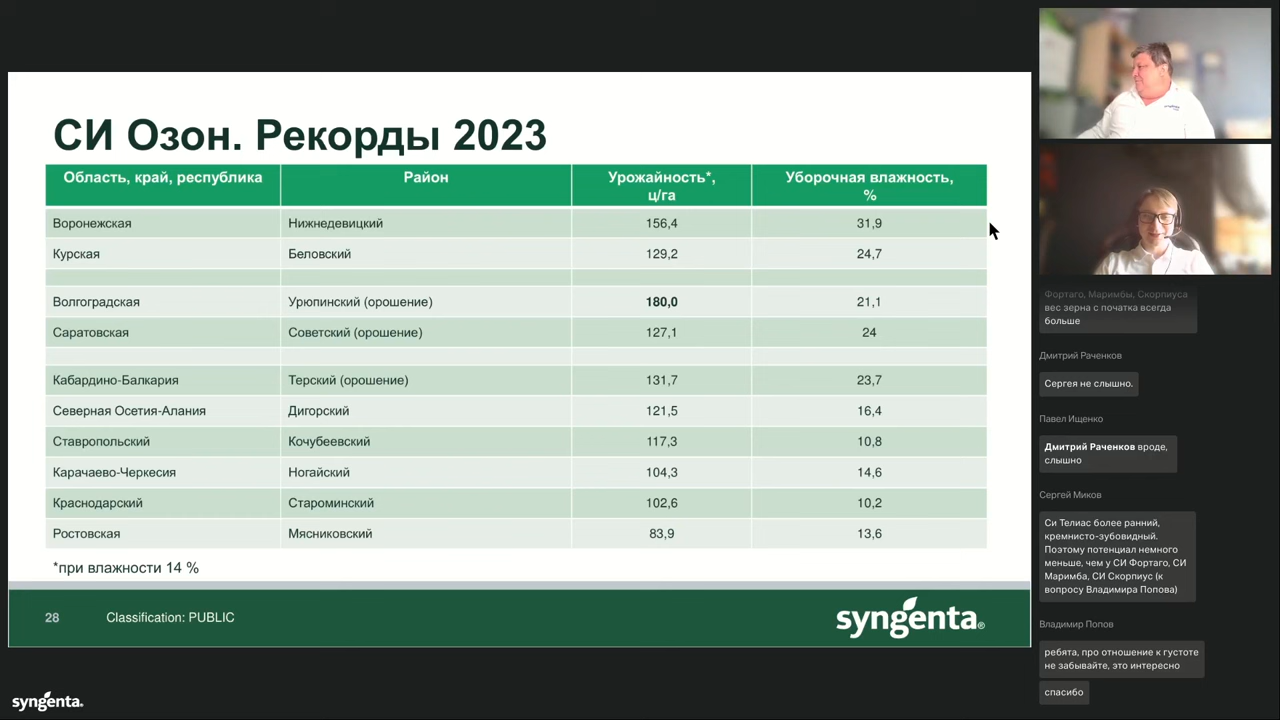 СИ Озон. Рекорды 2023
Область, край, республика Район Урожайность*, ц/га Уборочная влажность, %
Воронежская Нижнедевицкий 156,4 31,9
Курская Беловский 129,2 24,7
Волгоградская Урюпинский (орошение) 180,0 21,1
Саратовская Советский (орошение) 127,1 24
Кабардино-Балкария Терский (орошение) 131,7 23,7
Северная Осетия-Алания Дигорский 121,5 16,4
Ставропольский Кочубеевский 117,3 10,8
Карачаево-Черкесия Ногайский 104,3 14,6
Краснодарский Староминский 102,6 10,2
Ростовская Мясниковский 83,9 13,6
*при влажности 14 %
28 Classification: PUBLIC
syngenta®
syngenta.
Фортаго, Маримбы, Скорпиуса
вес зерна с початка всегда
больше
Дмитрий Раченков
Сергея не слышно.
Павел Ищенко
Дмитрий Раченков вроде,
слышно
Сергей Миков
Си Телиас более ранний,
кремнисто-зубовидный.
Поэтому потенциал немного
меньше, чем у СИ Фортаго, СИ
Маримба, СИ Скорпиус (к
вопросу Владимира Попова)
Владимир Попов
ребята, про отношение к густоте
не забывайте, это интересно
спасибо